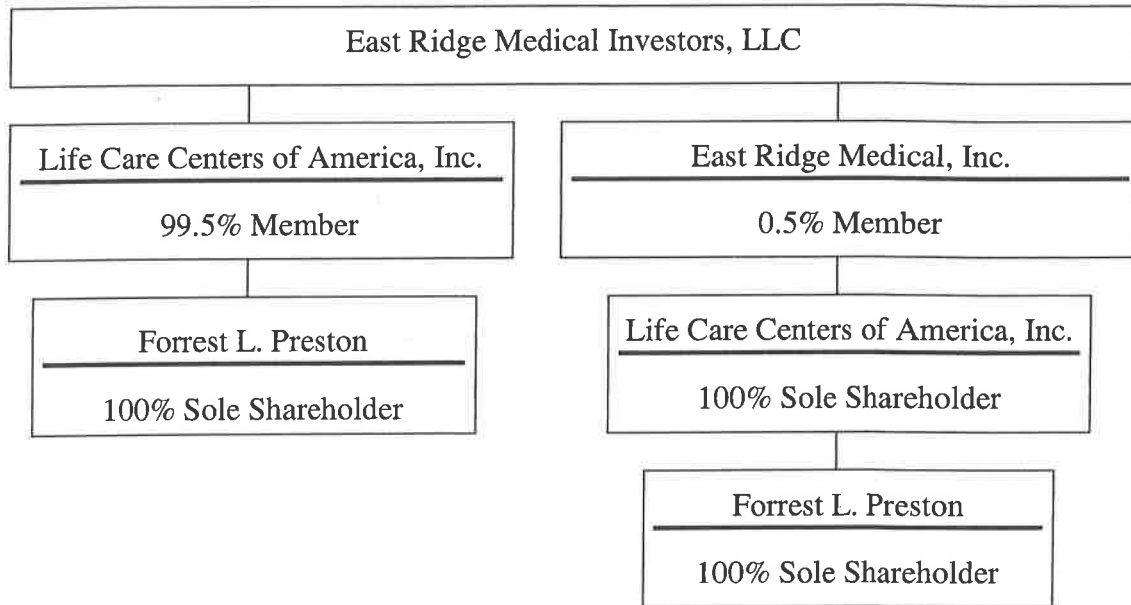 East Ridge Medical Investors, LLC
Life Care Centers of America, Inc.
99.5% Member
East Ridge Medical, Inc.
0.5% Member
Forrest L. Preston
100% Sole Shareholder
Life Care Centers of America, Inc.
100% Sole Shareholder
Forrest L. Preston
100% Sole Shareholder